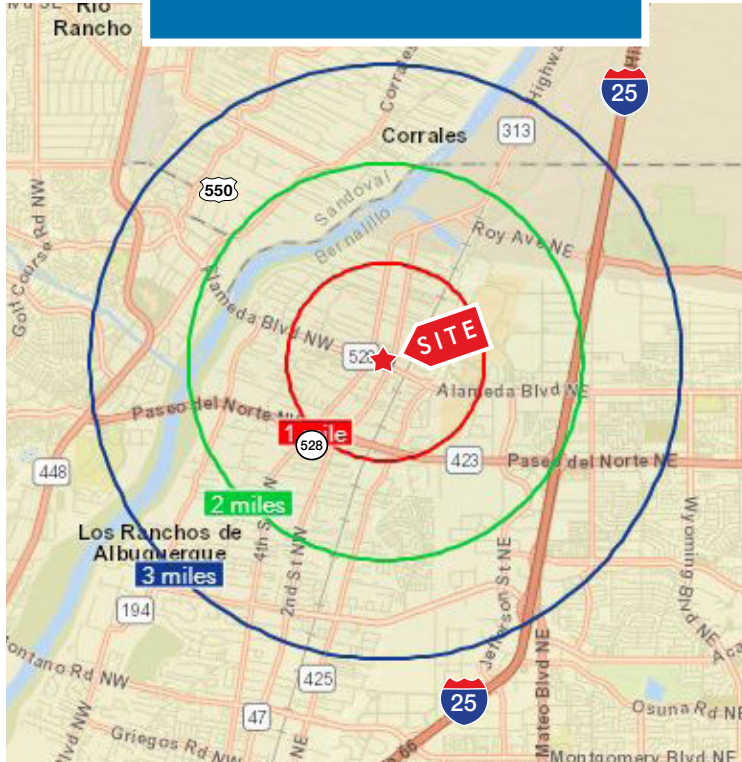 Rio
Rancho
25
Corrales
Highwa
Corrales
313
550
Sandoval
Bernalillo
Roy Ave NE
Golf Course Rd NW
Alameda Blvd NW
SITE
Alameda Blvd NE
Paseo del Norte
1 mile
528
423
Paseo del Norte NE
448
2 miles
4th S
Los Ranchos de
Albuquerque
3 miles
2nd St NW
Jefferson St NE
Wyoming Blvd NE
194
Montano Rd NW
425
25
Mateo Blvd NE
Osuna Rd NE
47
Griegos Rd NW
Blvd NW
NE
Montgomery Blvd NE